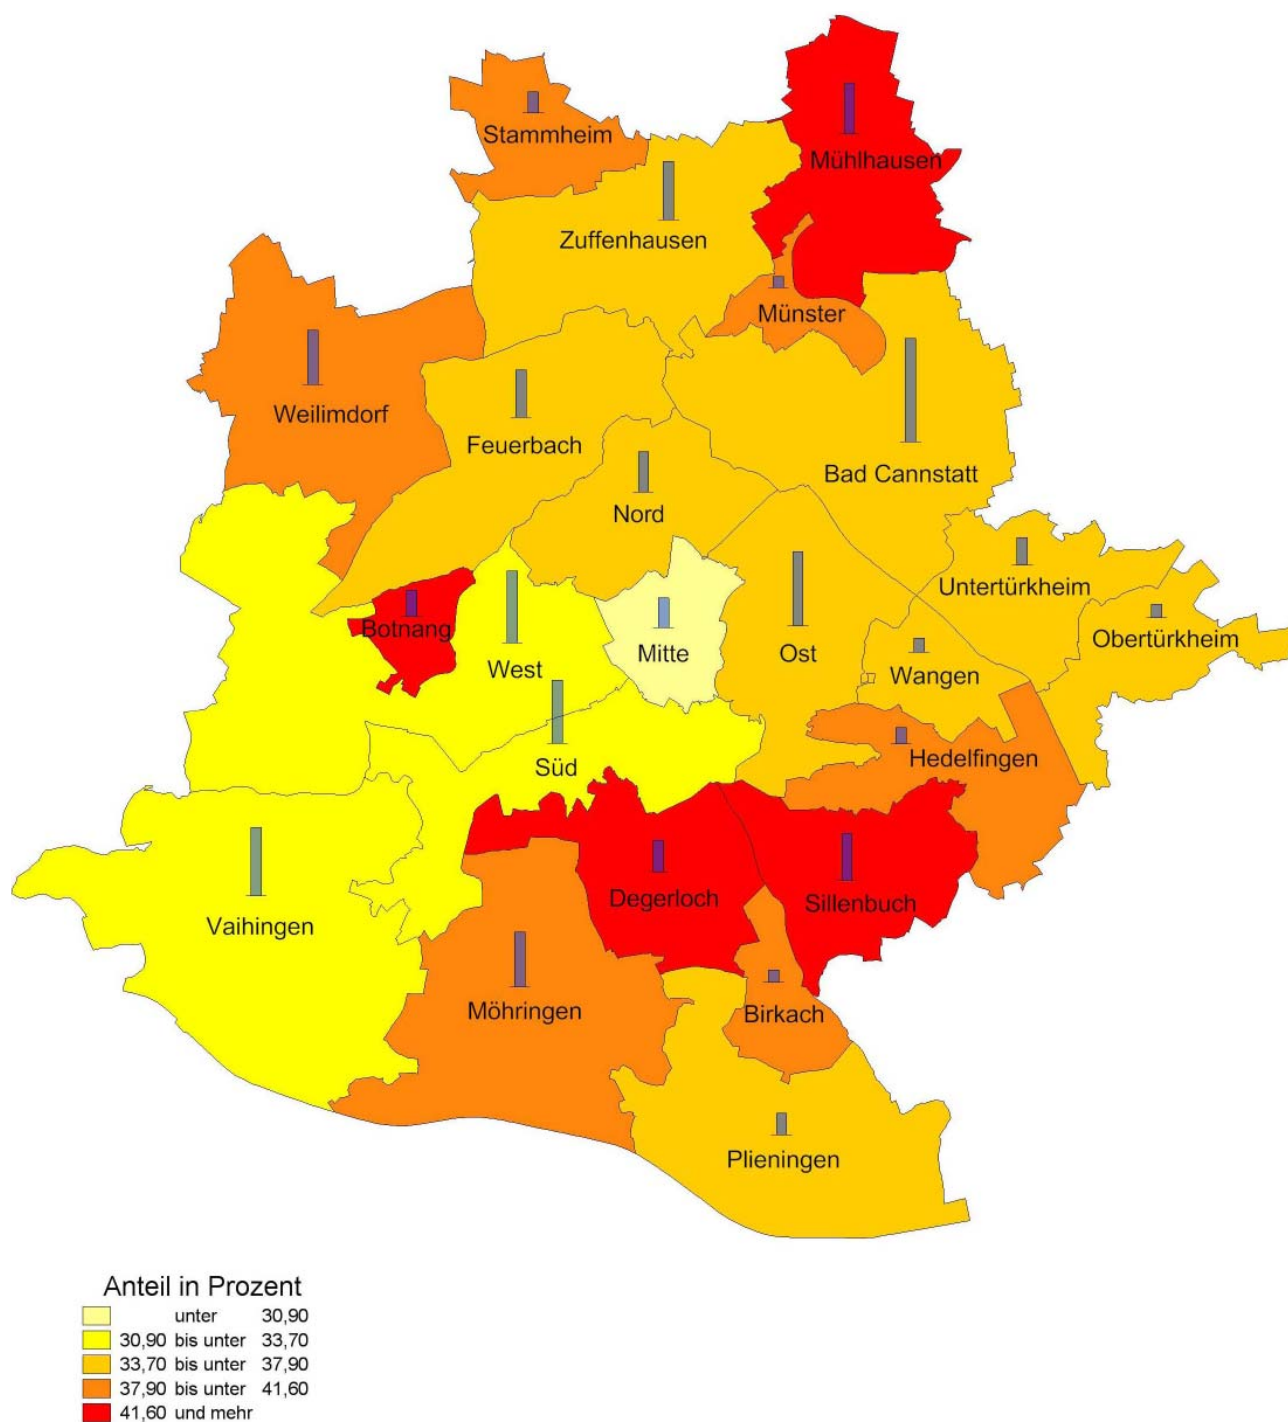 Stammheim
Mühlhausen
Zuffenhausen
Münster
Weilimdorf
Feuerbach
Bad Cannstatt
Nord
Untertürkheim
Botnang
Obertürkheim
West
Mitte
Ost
Wangen
Süd
Hedelfingen
Degerloch
Sillenbuch
Vaihingen
Möhringen
Birkach
Plieningen
Anteil in Prozent
unter 30,90
30,90 bis unter 33,70
33,70 bis unter 37,90
37,90 bis unter 41,60
41,60 und mehr